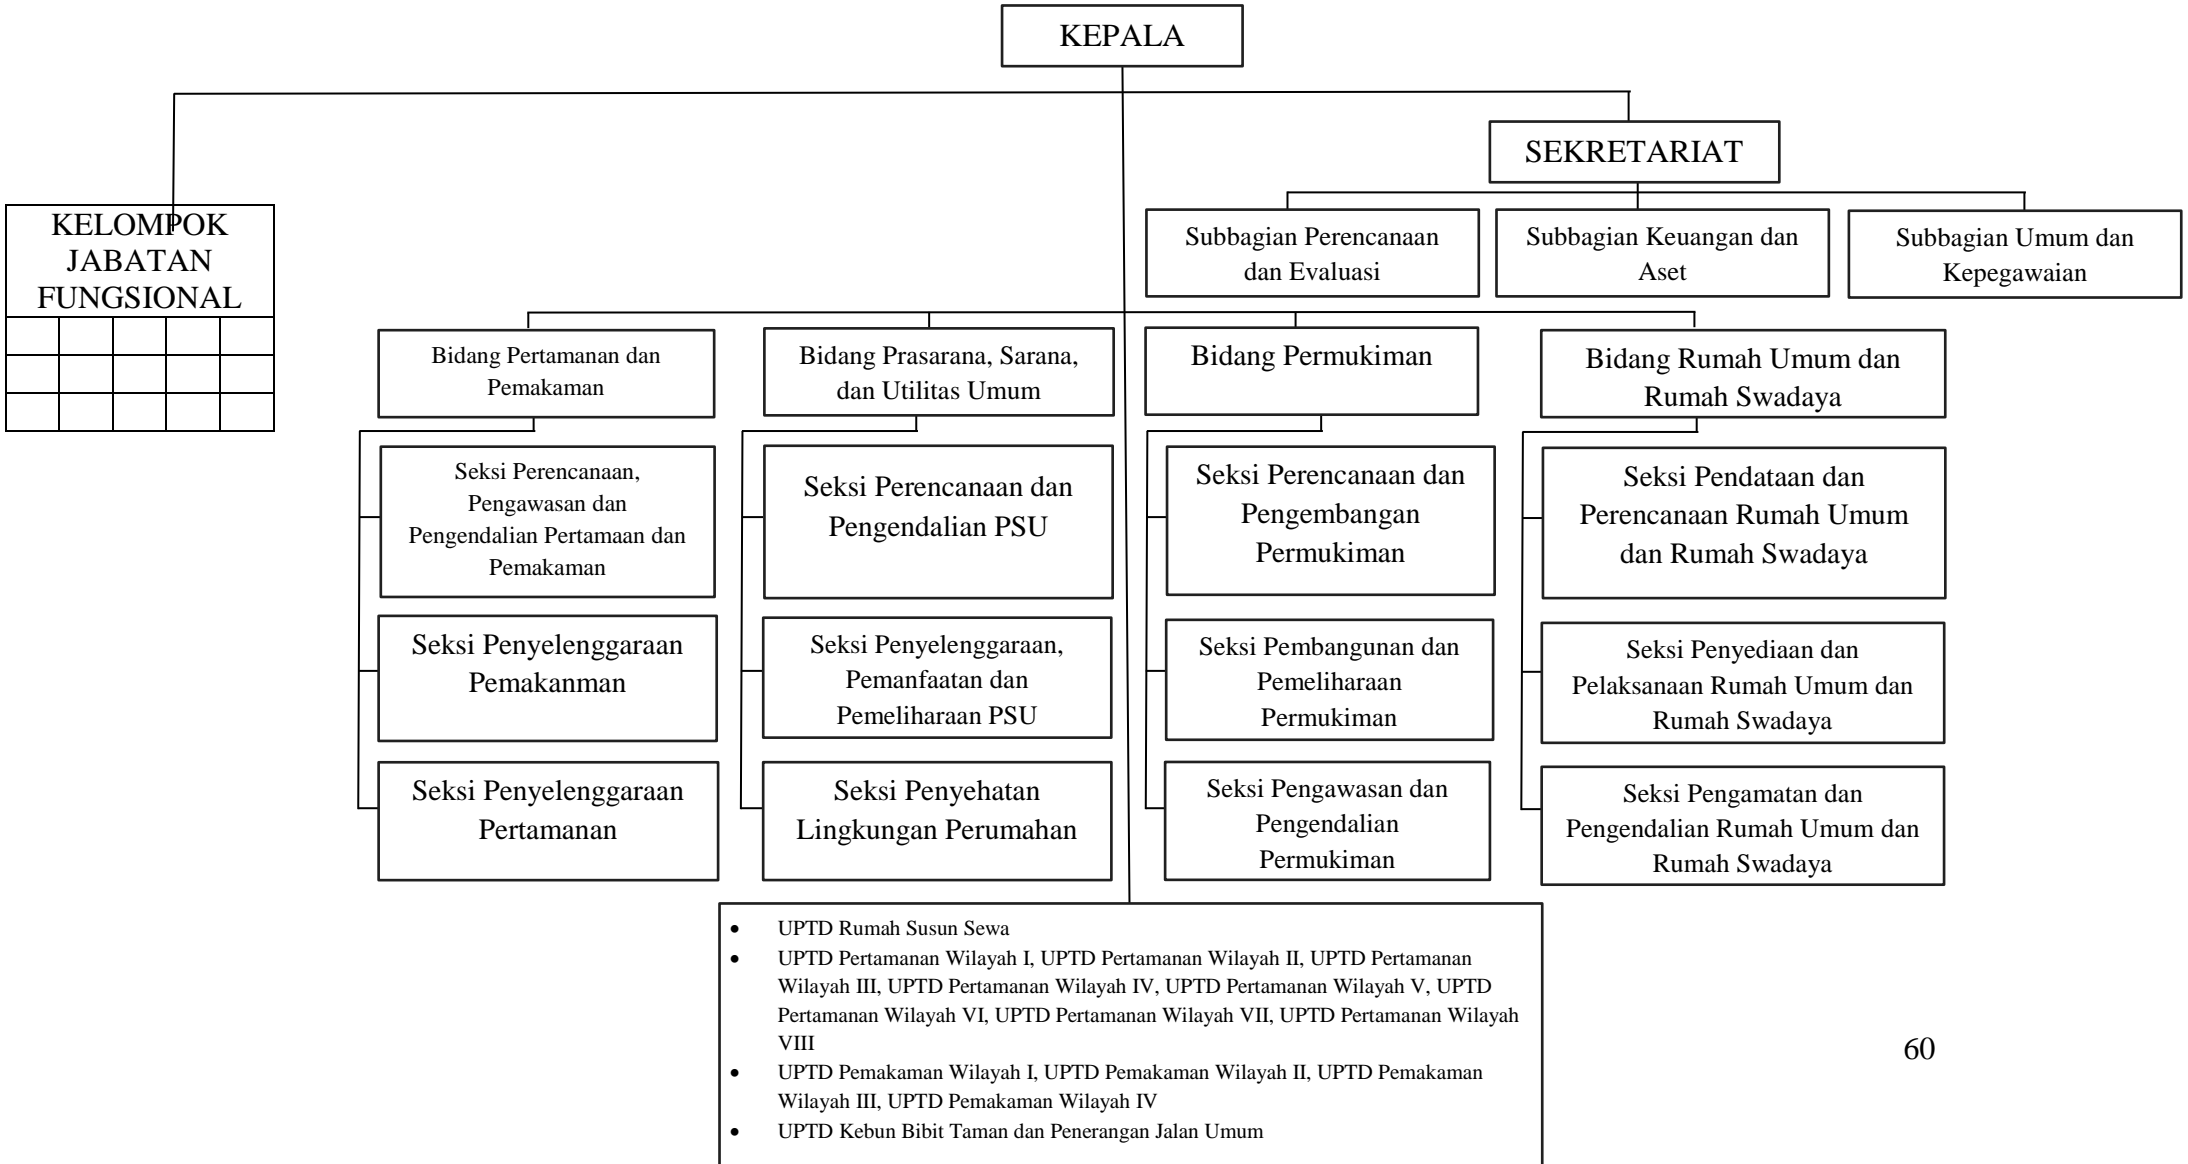 KEPALA
SEKRETARIAT
KELOMPOK
JABATAN
FUNGSIONAL
Subbagian Perencanaan
dan Evaluasi
Subbagian Keuangan dan
Aset
Subbagian Umum dan
Kepegawaian
Bidang Pertamanan dan
Pemakaman
Bidang Prasarana, Sarana,
dan Utilitas Umum
Bidang Permukiman
Bidang Rumah Umum dan
Rumah Swadaya
Seksi Perencanaan,
Pengawasan dan
Pengendalian Pertamaan dan
Pemakaman
Seksi Perencanaan dan
Pengendalian PSU
Seksi Perencanaan dan
Pengembangan
Permukiman
Seksi Pendataan dan
Perencanaan Rumah Umum
dan Rumah Swadaya
Seksi Penyelenggaraan
Pemakanman
Seksi Penyelenggaraan,
Pemanfaatan dan
Pemeliharaan PSU
Seksi Pembangunan dan
Pemeliharaan
Permukiman
Seksi Penyediaan dan
Pelaksanaan Rumah Umum dan
Rumah Swadaya
Seksi Penyelenggaraan
Pertamanan
Seksi Penyehatan
Lingkungan Perumahan
Seksi Pengawasan dan
Pengendalian
Permukiman
Seksi Pengamatan dan
Pengendalian Rumah Umum dan
Rumah Swadaya
• UPTD Rumah Susun Sewa
• UPTD Pertamanan Wilayah I, UPTD Pertamanan Wilayah II, UPTD Pertamanan
Wilayah III, UPTD Pertamanan Wilayah IV, UPTD Pertamanan Wilayah V, UPTD
Pertamanan Wilayah VI, UPTD Pertamanan Wilayah VII, UPTD Pertamanan Wilayah
VIII
• UPTD Pemakaman Wilayah I, UPTD Pemakaman Wilayah II, UPTD Pemakaman
Wilayah III, UPTD Pemakaman Wilayah IV
• UPTD Kebun Bibit Taman dan Penerangan Jalan Umum
60